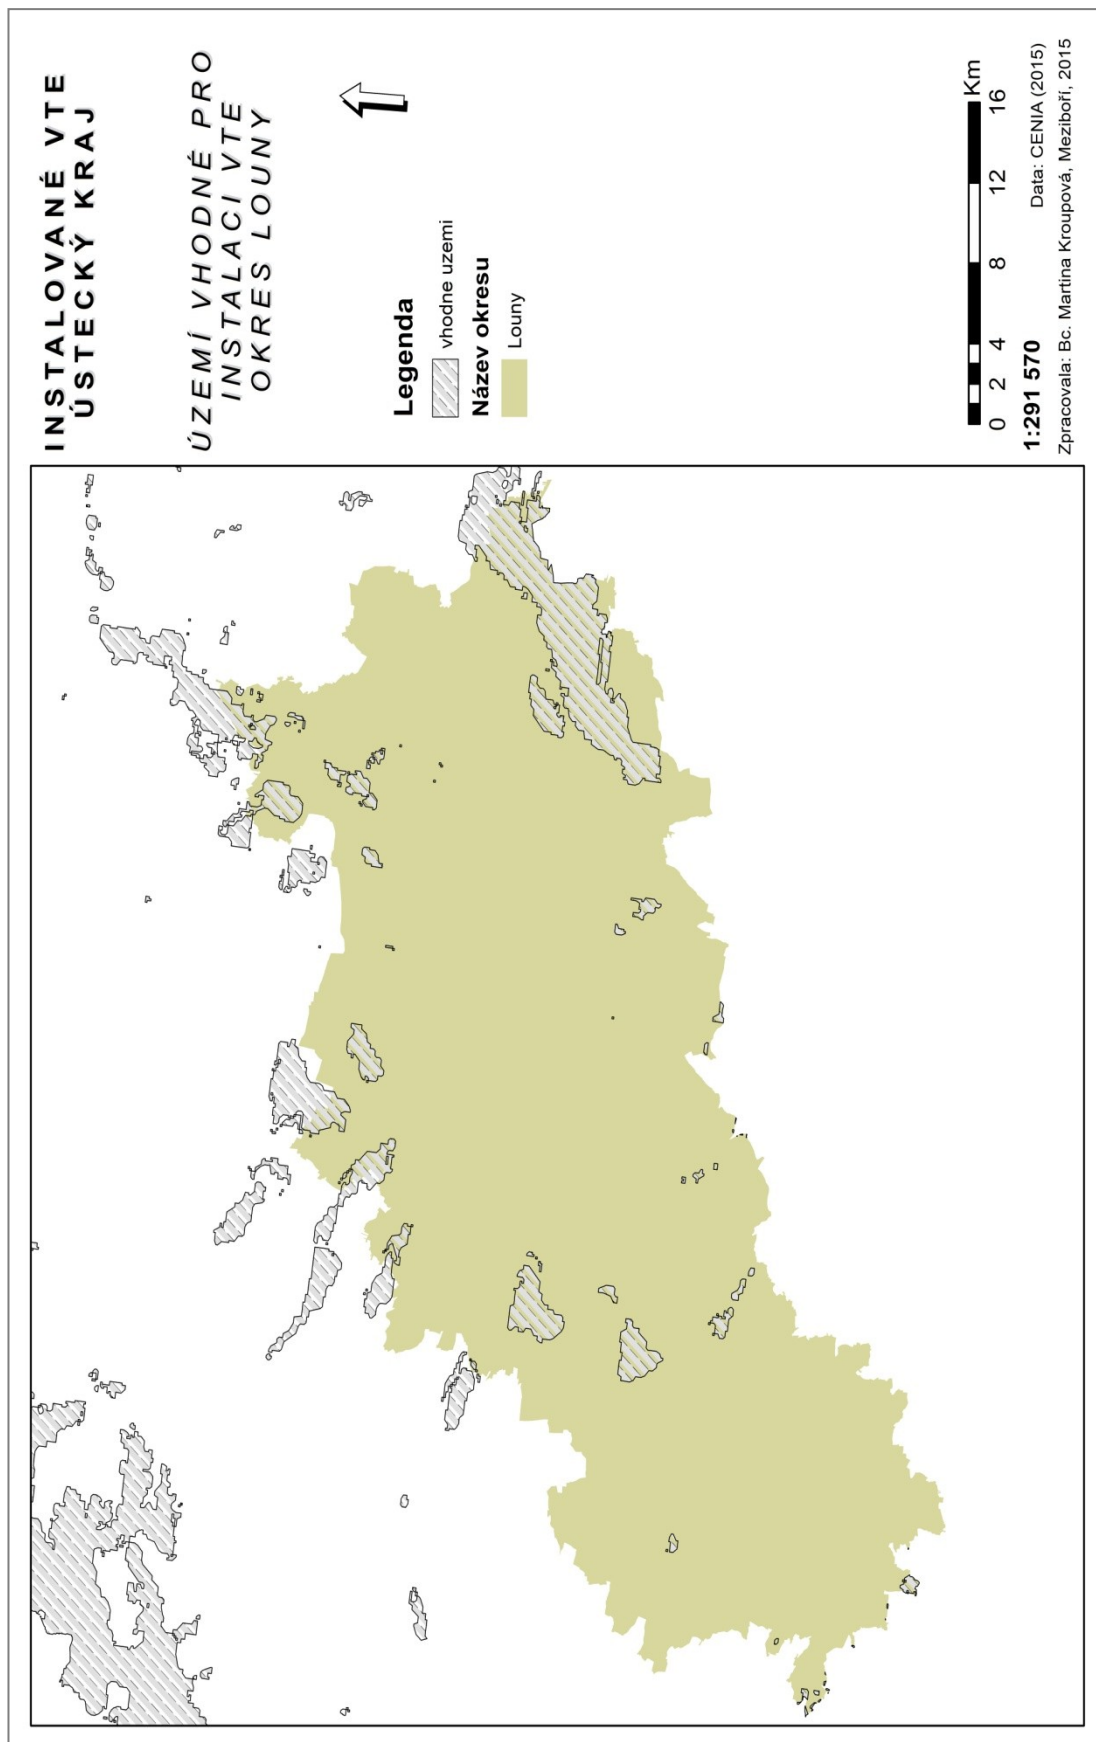 INSTALOVANÉ VTE
ÚSTECKÝ KRAJ
ÚZEMÍ VHODNÉ PRO
INSTALACI VTE
OKRES LOUNY
Legenda
vhodne uzemi
Název okresu
Louny
0 2 4 8 12 16
Km
1:291 570
Data: CENIA (2015)
Zpracovala: Bc. Martina Kroupová, Meziboří, 2015